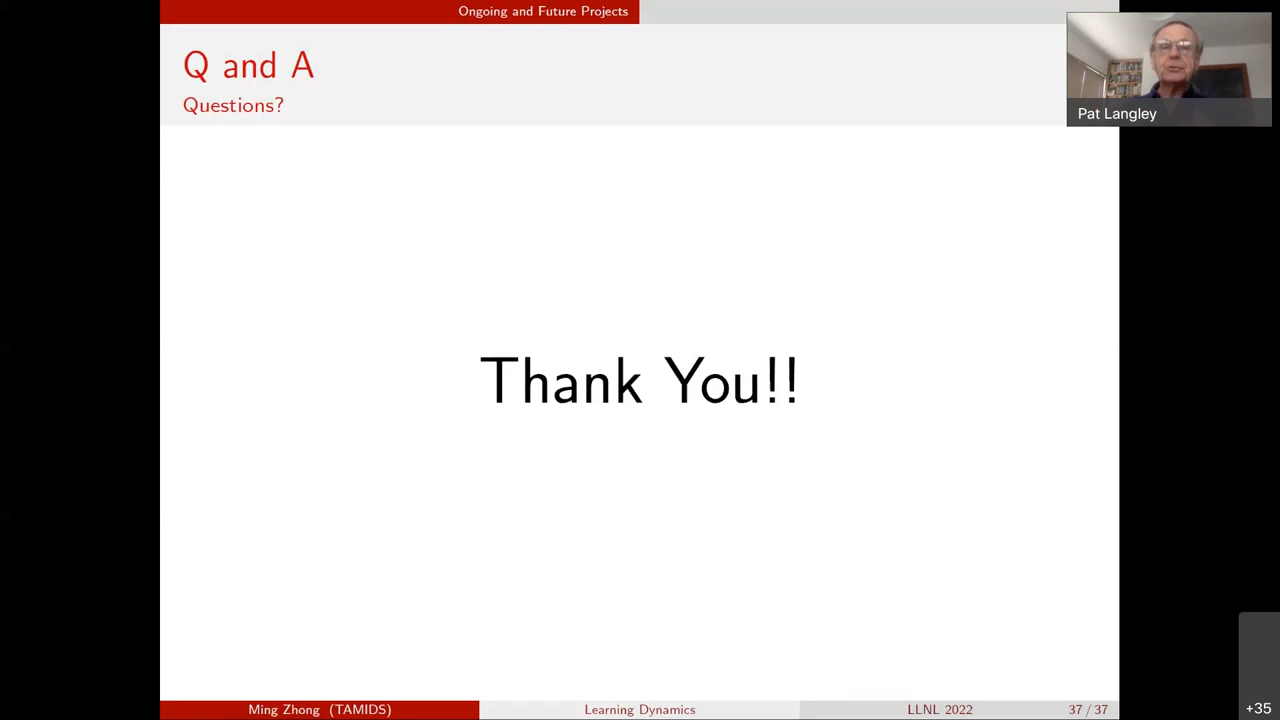 Ongoing and Future Projects
Q and A
Questions?
Pat Langley
Thank You!!
Ming Zhong (TAMIDS)
Learning Dynamics
LLNL 2022
37 / 37
+35